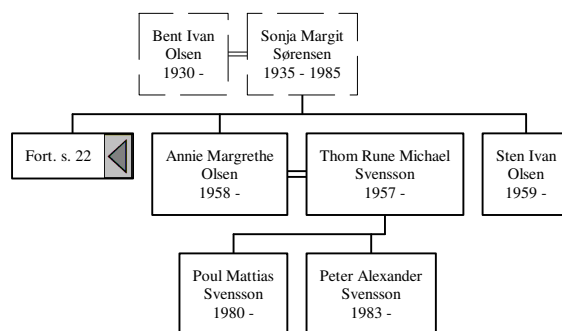 Bent Ivan
Olsen
1930 -
Sonja Margit
Sørensen
1935 - 1985
Fort. s. 22
Annie Margrethe
Olsen
1958 -
Thom Rune Michael
Svensson
1957 -
Sten Ivan
Olsen
1959 -
Poul Mattias
Svensson
1980 -
Peter Alexander
Svensson
1983 -